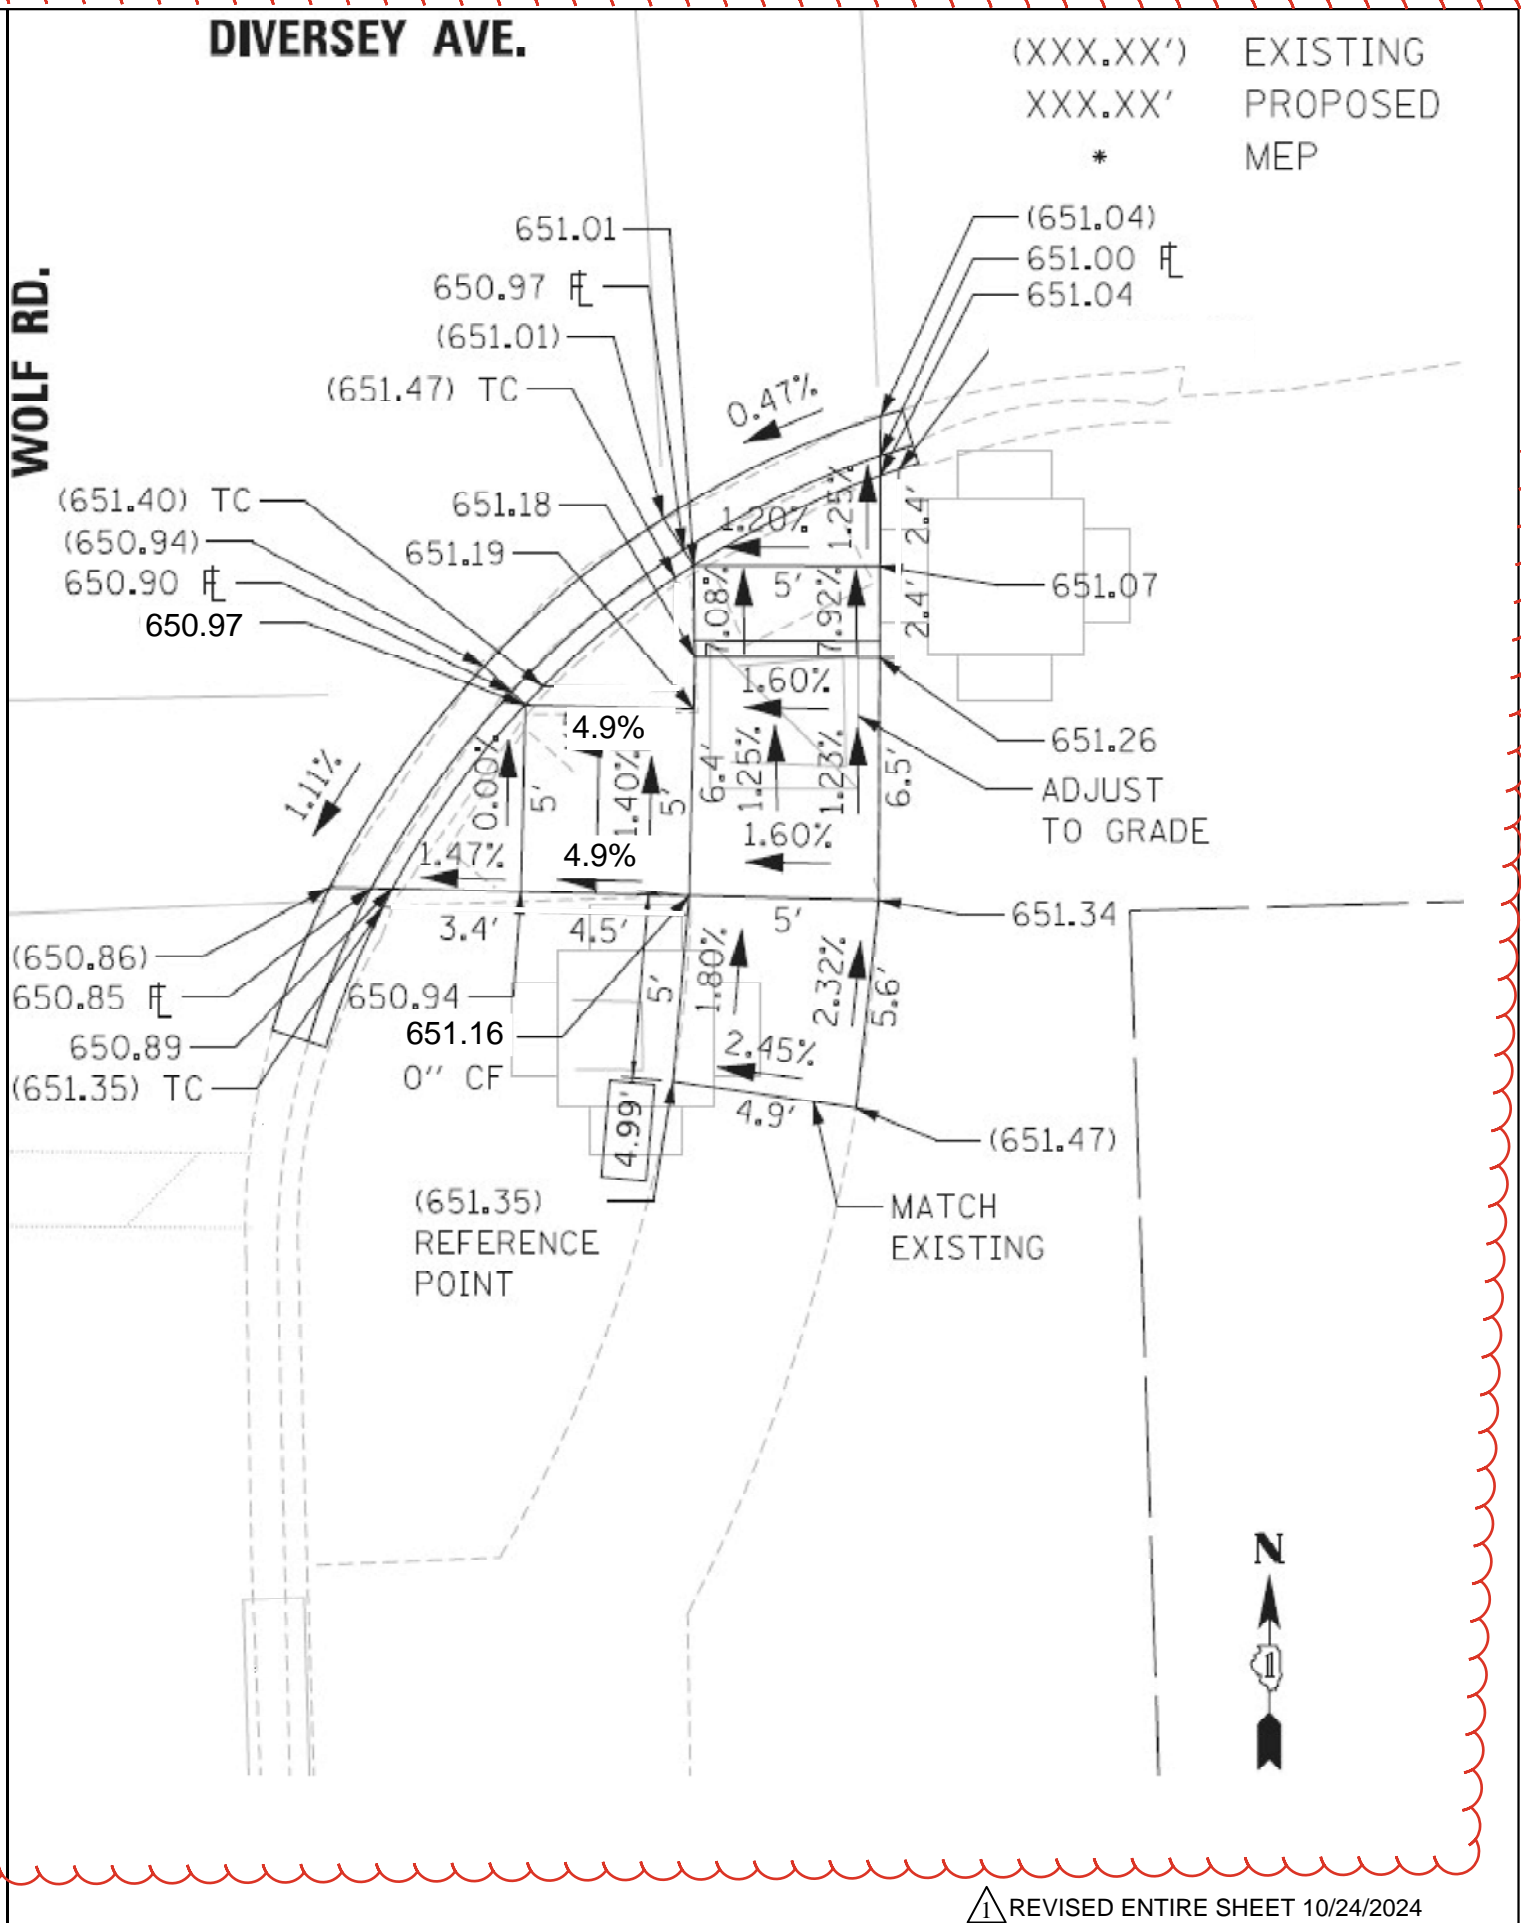 DIVERSEY AVE.
(XXX.XX') EXISTING
XXX.XX' PROPOSED
* MEP
WOLF RD.
651.01
650.97 FL
(651.01)
(651.47) TC
(651.04)
651.00 FL
651.04
0.47%
(651.40) TC
(650.94)
650.90 FL
650.97
651.18
651.19
1.20%
1.25%
2.4'
2.4'
5'
7.08%
7.92%
651.07
1.60%
651.26
ADJUST
TO GRADE
4.9%
0.00%
5'
1.40%
5'
6.4'
1.25%
1.23%
6.5'
1.11%
1.47%
4.9%
1.60%
3.4'
4.5'
5'
651.34
(650.86)
650.85 FL
650.89
(651.35) TC
650.94
651.16
0'' CF
5'
1.80%
2.32%
5.6'
2.45%
4.9'
4.99'
(651.47)
(651.35)
REFERENCE
POINT
MATCH
EXISTING
N
1
1 REVISED ENTIRE SHEET 10/24/2024